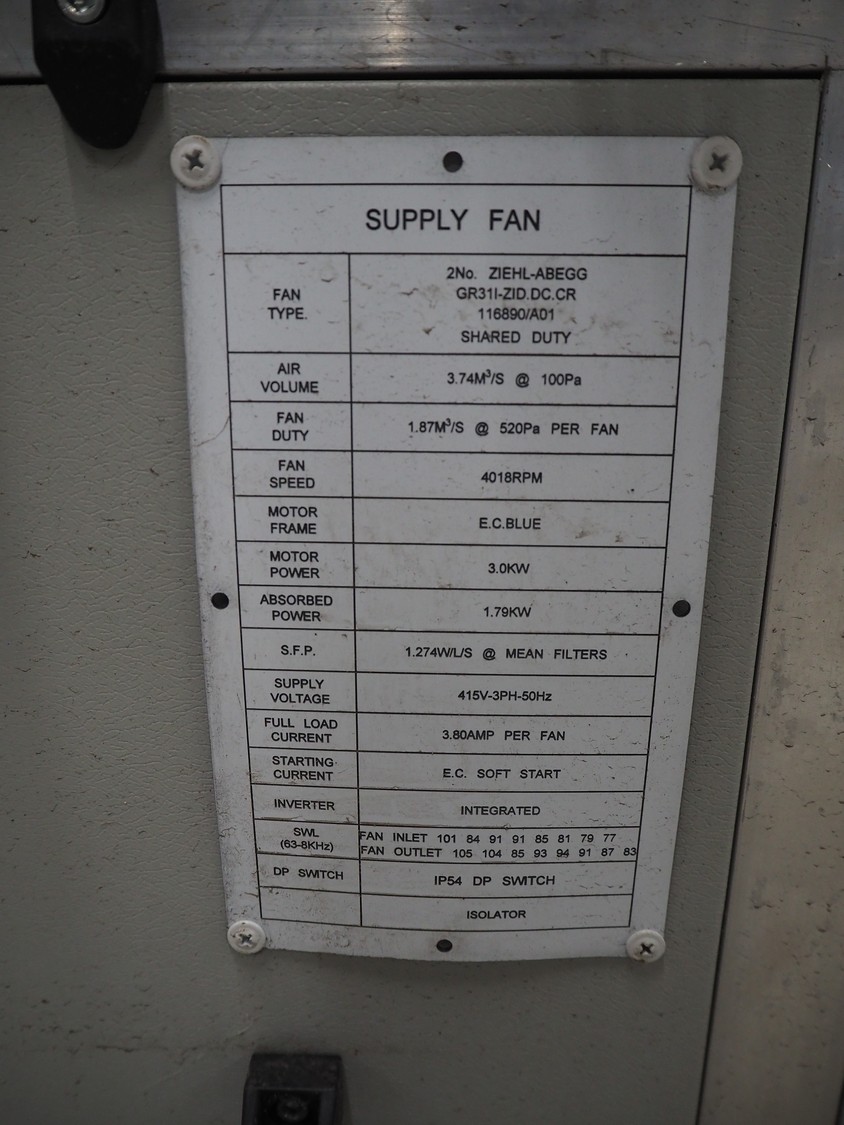 SUPPLY FAN
FAN
TYPE.
2No. ZIEHL-ABEGG
GR31I-ZID.DC.CR
116890/A01
SHARED DUTY
AIR
VOLUME
3.74M³/S @ 100Pa
FAN
DUTY
1.87M³/S @ 520Pa PER FAN
FAN
SPEED
4018RPM
MOTOR
FRAME
E.C.BLUE
MOTOR
POWER
3.0KW
ABSORBED
POWER
1.79KW
S.F.P.
1.274W/L/S @ MEAN FILTERS
SUPPLY
VOLTAGE
415V-3PH-50Hz
FULL LOAD
CURRENT
3.80AMP PER FAN
STARTING
CURRENT
E.C. SOFT START
INVERTER
INTEGRATED
SWL
(63-8KHz)
FAN INLET 101 84 91 91 85 81 79 77
FAN OUTLET 105 104 85 93 94 91 87 83
DP SWITCH
IP54 DP SWITCH
ISOLATOR